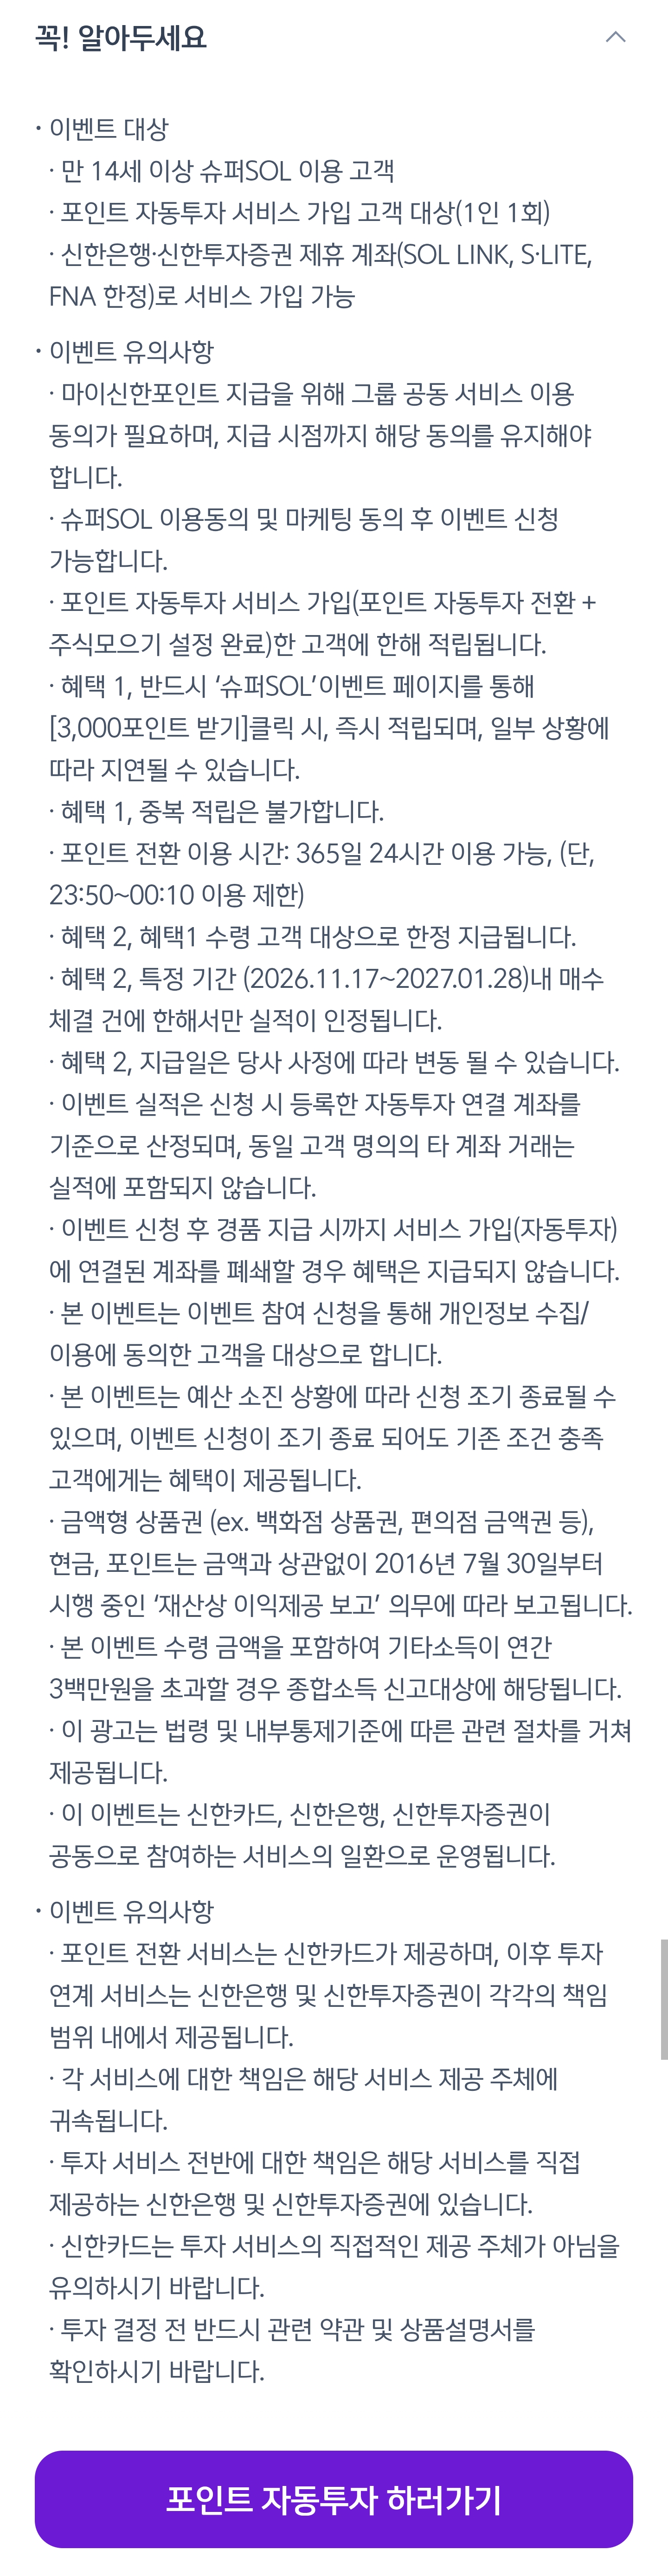 꼭! 알아두세요
• 이벤트 대상
· 만 14세 이상 슈퍼SOL 이용 고객
· 포인트 자동투자 서비스 가입 고객 대상(1인 1회)
· 신한은행·신한투자증권 제휴 계좌(SOL LINK, S·LITE,
FNA 한정)로 서비스 가입 가능
• 이벤트 유의사항
· 마이신한포인트 지급을 위해 그룹 공동 서비스 이용
동의가 필요하며, 지급 시점까지 해당 동의를 유지해야
합니다.
· 슈퍼SOL 이용동의 및 마케팅 동의 후 이벤트 신청
가능합니다.
· 포인트 자동투자 서비스 가입(포인트 자동투자 전환 +
주식모으기 설정 완료)한 고객에 한해 적립됩니다.
· 혜택 1, 반드시 ‘슈퍼SOL’이벤트 페이지를 통해
[3,000포인트 받기]클릭 시, 즉시 적립되며, 일부 상황에
따라 지연될 수 있습니다.
· 혜택 1, 중복 적립은 불가합니다.
· 포인트 전환 이용 시간: 365일 24시간 이용 가능, (단,
23:50~00:10 이용 제한)
· 혜택 2, 혜택1 수령 고객 대상으로 한정 지급됩니다.
· 혜택 2, 특정 기간 (2026.11.17~2027.01.28)내 매수
체결 건에 한해서만 실적이 인정됩니다.
· 혜택 2, 지급일은 당사 사정에 따라 변동 될 수 있습니다.
· 이벤트 실적은 신청 시 등록한 자동투자 연결 계좌를
기준으로 산정되며, 동일 고객 명의의 타 계좌 거래는
실적에 포함되지 않습니다.
· 이벤트 신청 후 경품 지급 시까지 서비스 가입(자동투자)
에 연결된 계좌를 폐쇄할 경우 혜택은 지급되지 않습니다.
· 본 이벤트는 이벤트 참여 신청을 통해 개인정보 수집/
이용에 동의한 고객을 대상으로 합니다.
· 본 이벤트는 예산 소진 상황에 따라 신청 조기 종료될 수
있으며, 이벤트 신청이 조기 종료 되어도 기존 조건 충족
고객에게는 혜택이 제공됩니다.
· 금액형 상품권 (ex. 백화점 상품권, 편의점 금액권 등),
현금, 포인트는 금액과 상관없이 2016년 7월 30일부터
시행 중인 ‘재산상 이익제공 보고’ 의무에 따라 보고됩니다.
· 본 이벤트 수령 금액을 포함하여 기타소득이 연간
3백만원을 초과할 경우 종합소득 신고대상에 해당됩니다.
· 이 광고는 법령 및 내부통제기준에 따른 관련 절차를 거쳐
제공됩니다.
· 이 이벤트는 신한카드, 신한은행, 신한투자증권이
공동으로 참여하는 서비스의 일환으로 운영됩니다.
• 이벤트 유의사항
· 포인트 전환 서비스는 신한카드가 제공하며, 이후 투자
연계 서비스는 신한은행 및 신한투자증권이 각각의 책임
범위 내에서 제공됩니다.
· 각 서비스에 대한 책임은 해당 서비스 제공 주체에
귀속됩니다.
· 투자 서비스 전반에 대한 책임은 해당 서비스를 직접
제공하는 신한은행 및 신한투자증권에 있습니다.
· 신한카드는 투자 서비스의 직접적인 제공 주체가 아님을
유의하시기 바랍니다.
· 투자 결정 전 반드시 관련 약관 및 상품설명서를
확인하시기 바랍니다.
포인트 자동투자 하러가기